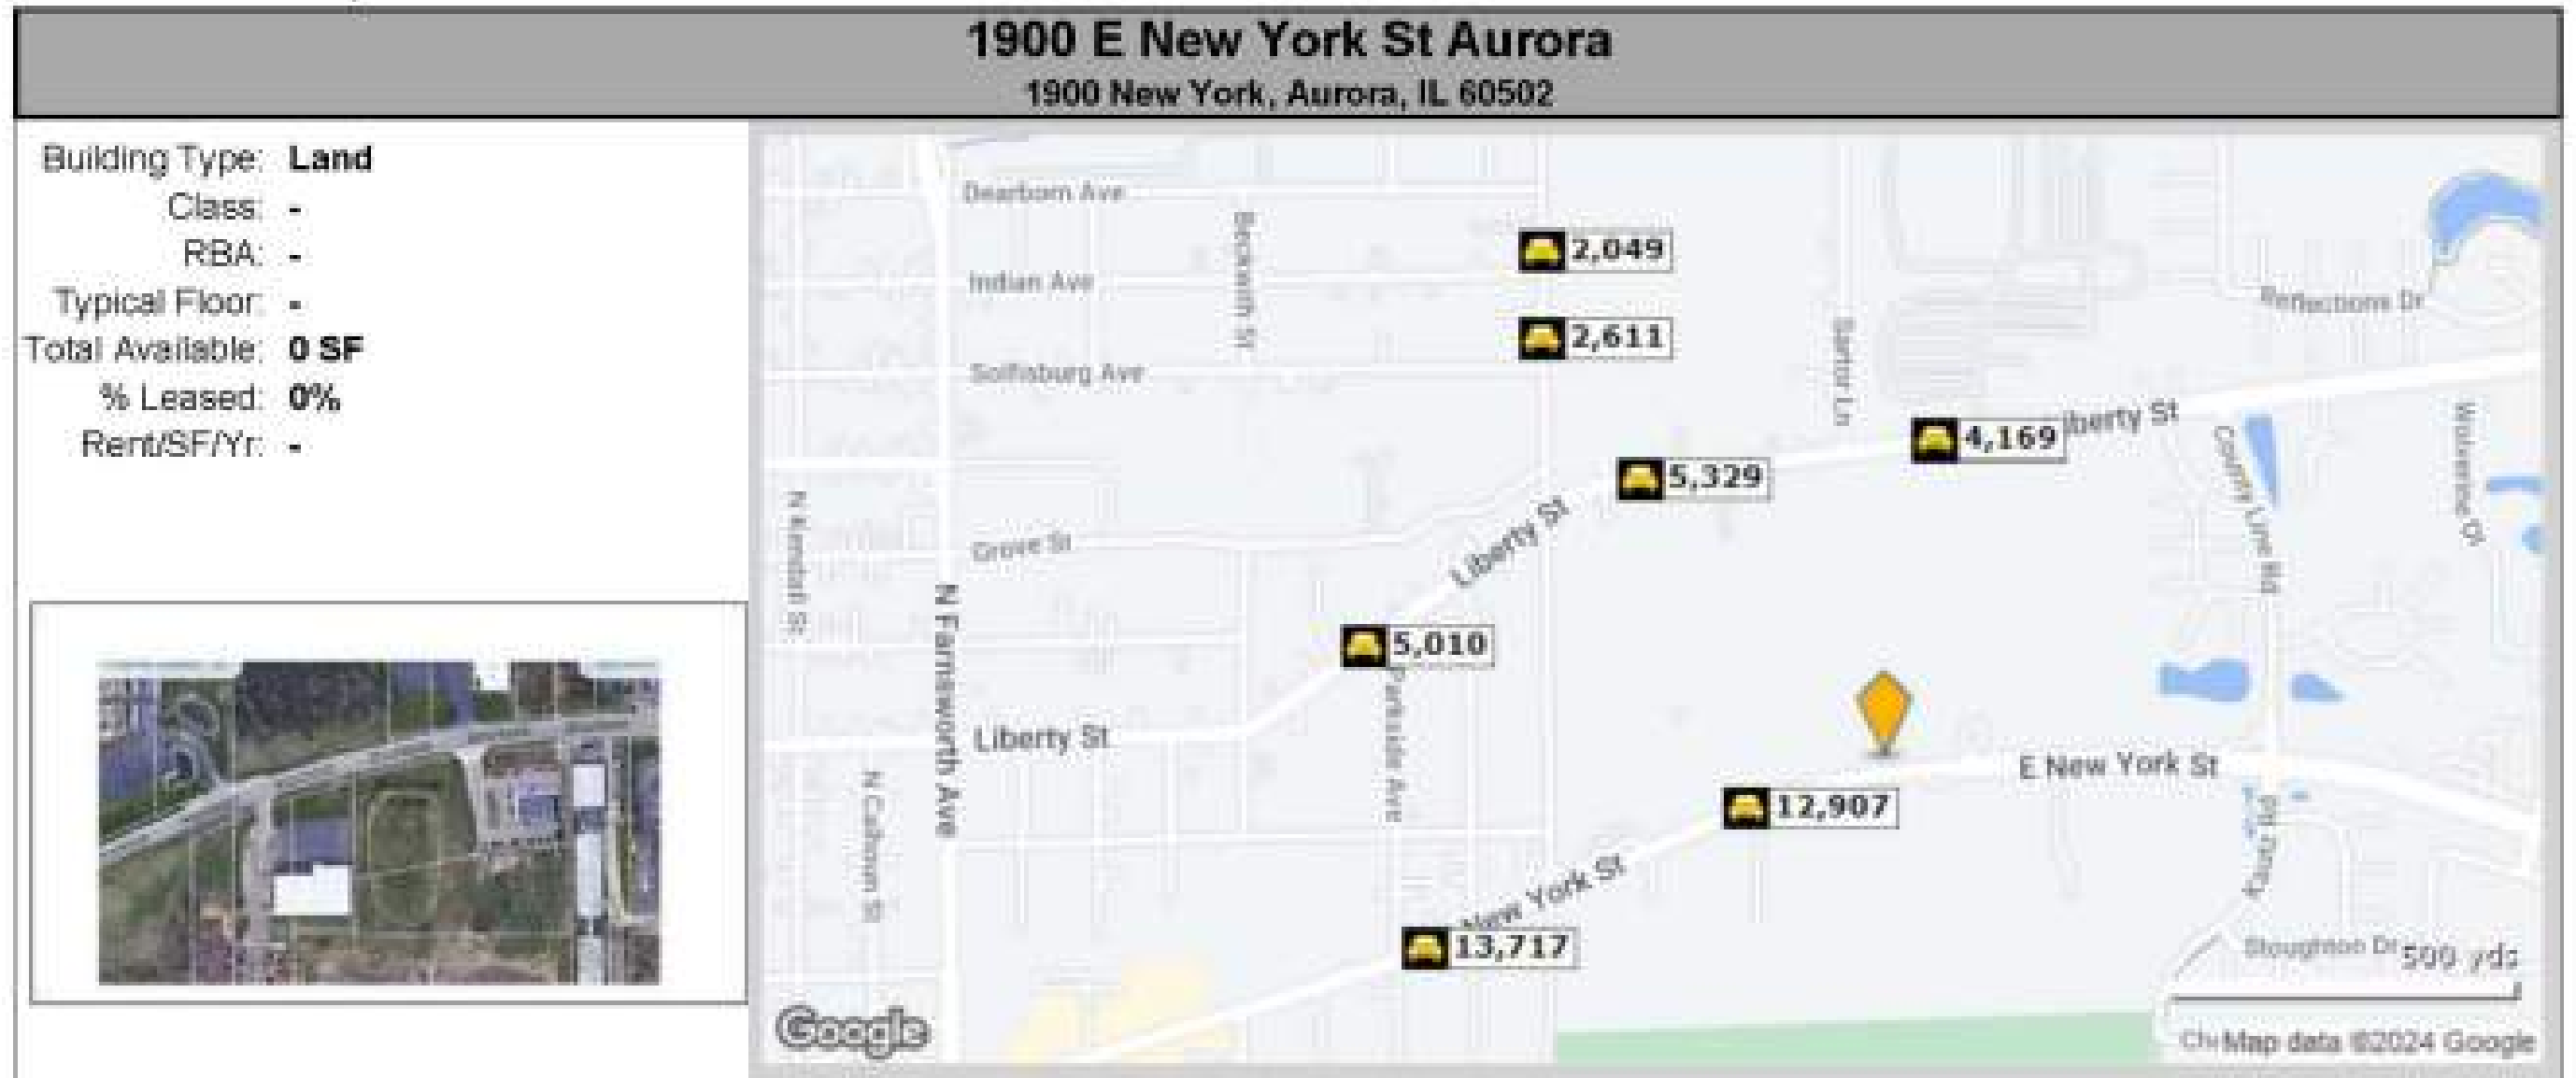 1900 E New York St Aurora
1900 New York, Aurora, IL 60502
Building Type: Land
Class: -
RBA: -
Typical Floor: -
Total Available: 0 SF
% Leased: 0%
Rent/SF/Yr: -
Dearborn Ave
Beckwith St
2,049
Indian Ave
Reflections Dr
2,611
Solfisburg Ave
Liberty St
4,169
5,329
County Line Rd
N Kendall St
Grove St
Liberty St
N Farnsworth Ave
5,010
Parkside Ave
Liberty St
E New York St
N Calhoun St
12,907
New York St
13,717
Stoughton Dr
500 yds
Google
Map data ©2024 Google